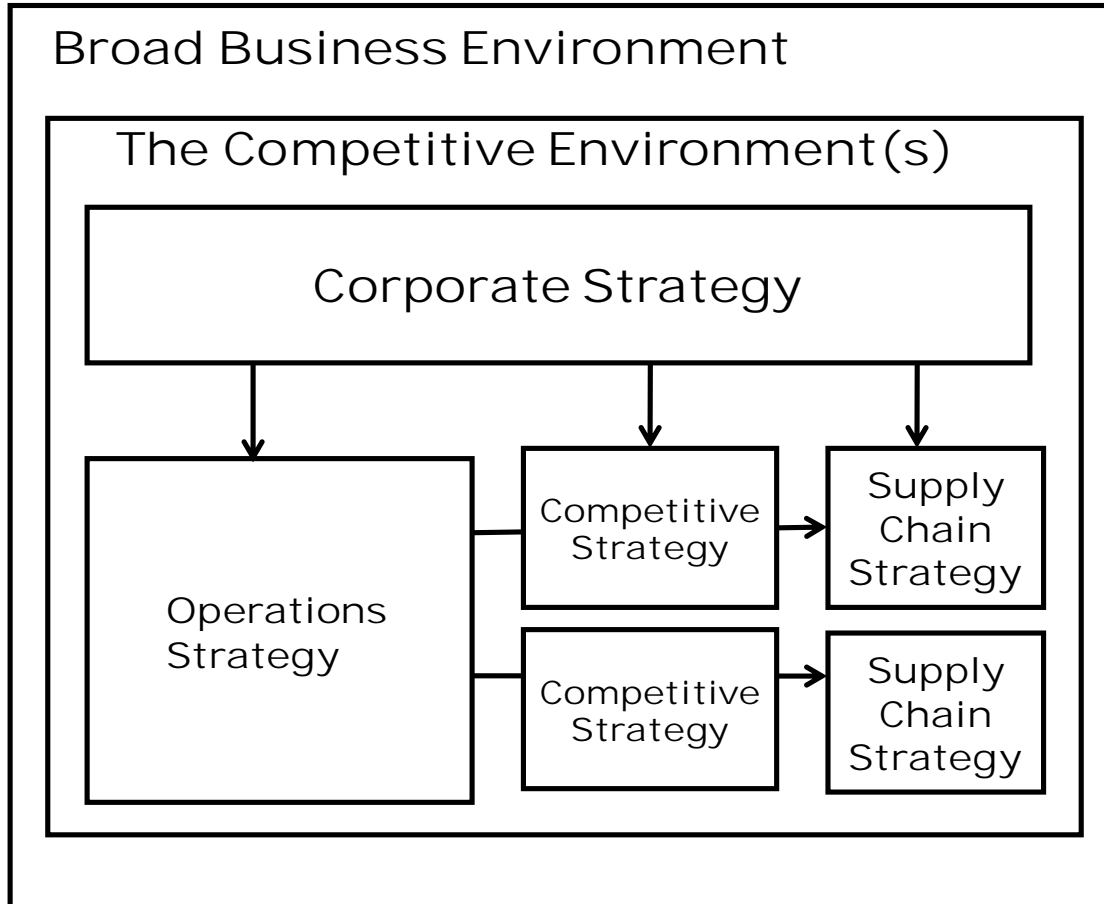 Broad Business Environment
The Competitive Environment(s)
Corporate Strategy
Operations
Strategy
Competitive
Strategy
Supply
Chain
Strategy
Competitive
Strategy
Supply
Chain
Strategy